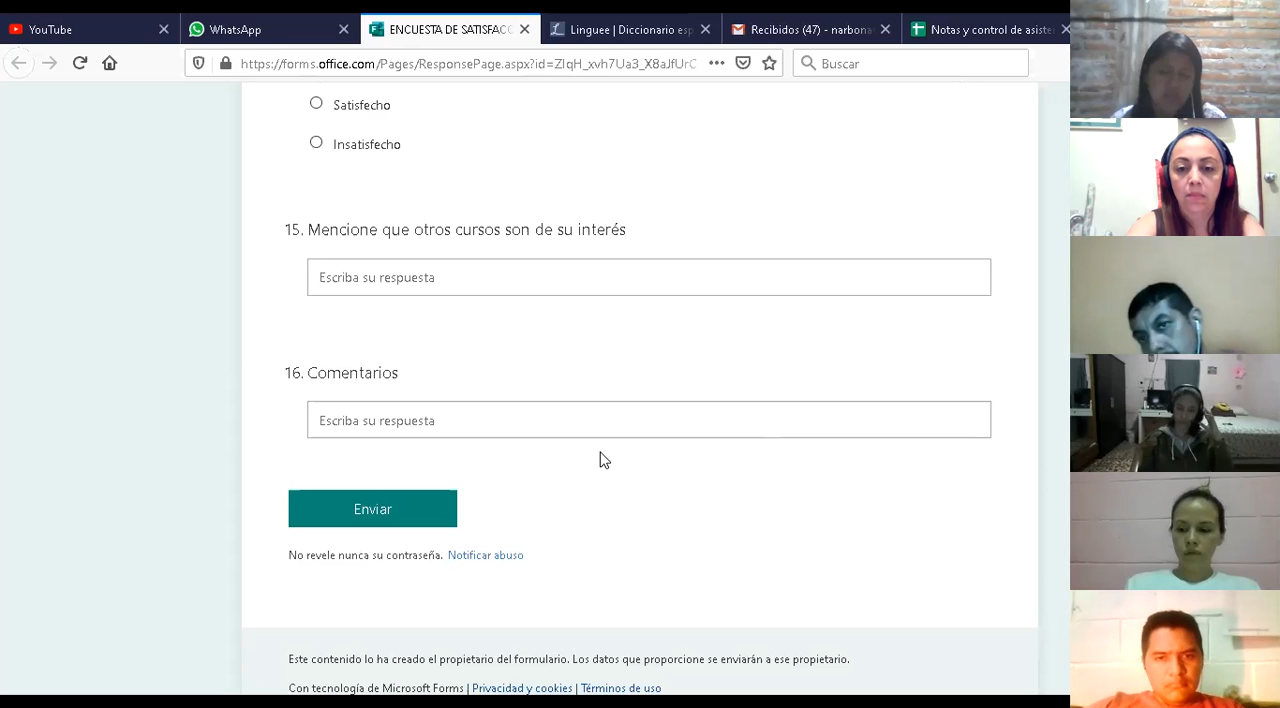 YouTube
WhatsApp
ENCUESTA DE SATISFACC
Linguee | Diccionario esp
Recibidos (47) - narbona
Notas y control de asiste
https://forms.office.com/Pages/ResponsePage.aspx?id=ZIqH_xvh7Ua3_X8aJfUrC
Buscar
Satisfecho
Insatisfecho
15. Mencione que otros cursos son de su interés
Escriba su respuesta
16. Comentarios
Escriba su respuesta
Enviar
No revele nunca su contraseña. Notificar abuso
Este contenido lo ha creado el propietario del formulario. Los datos que proporcione se enviarán a ese propietario.
Con tecnología de Microsoft Forms | Privacidad y cookies | Términos de uso